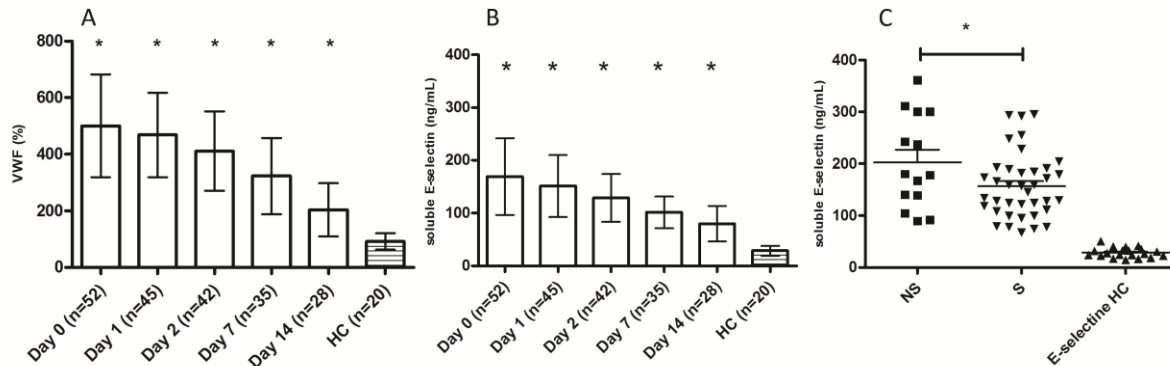 A
VWF (%)
800
600
400
200
0
*
*
*
*
*
Day 0 (n=52)
Day 1 (n=45)
Day 2 (n=42)
Day 7 (n=35)
Day 14 (n=28)
HC (n=20)
B
soluble E-selectin (ng/mL)
400
300
200
100
0
*
*
*
*
*
Day 0 (n=52)
Day 1 (n=45)
Day 2 (n=42)
Day 7 (n=35)
Day 14 (n=28)
HC (n=20)
C
soluble E-selectin (ng/mL)
400
300
200
100
0
*
NS
S
E-selectine HC